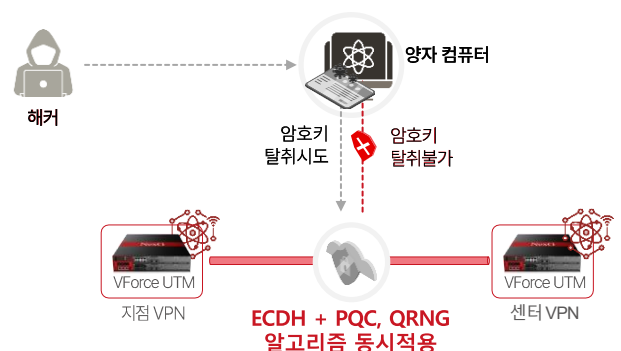 양자 컴퓨터
해커
암호키
탈취시도
암호키
탈취불가
NexG
VForce UTM
지점 VPN
NexG
VForce UTM
센터 VPN
ECDH + PQC, QRNG
알고리즘 동시적용